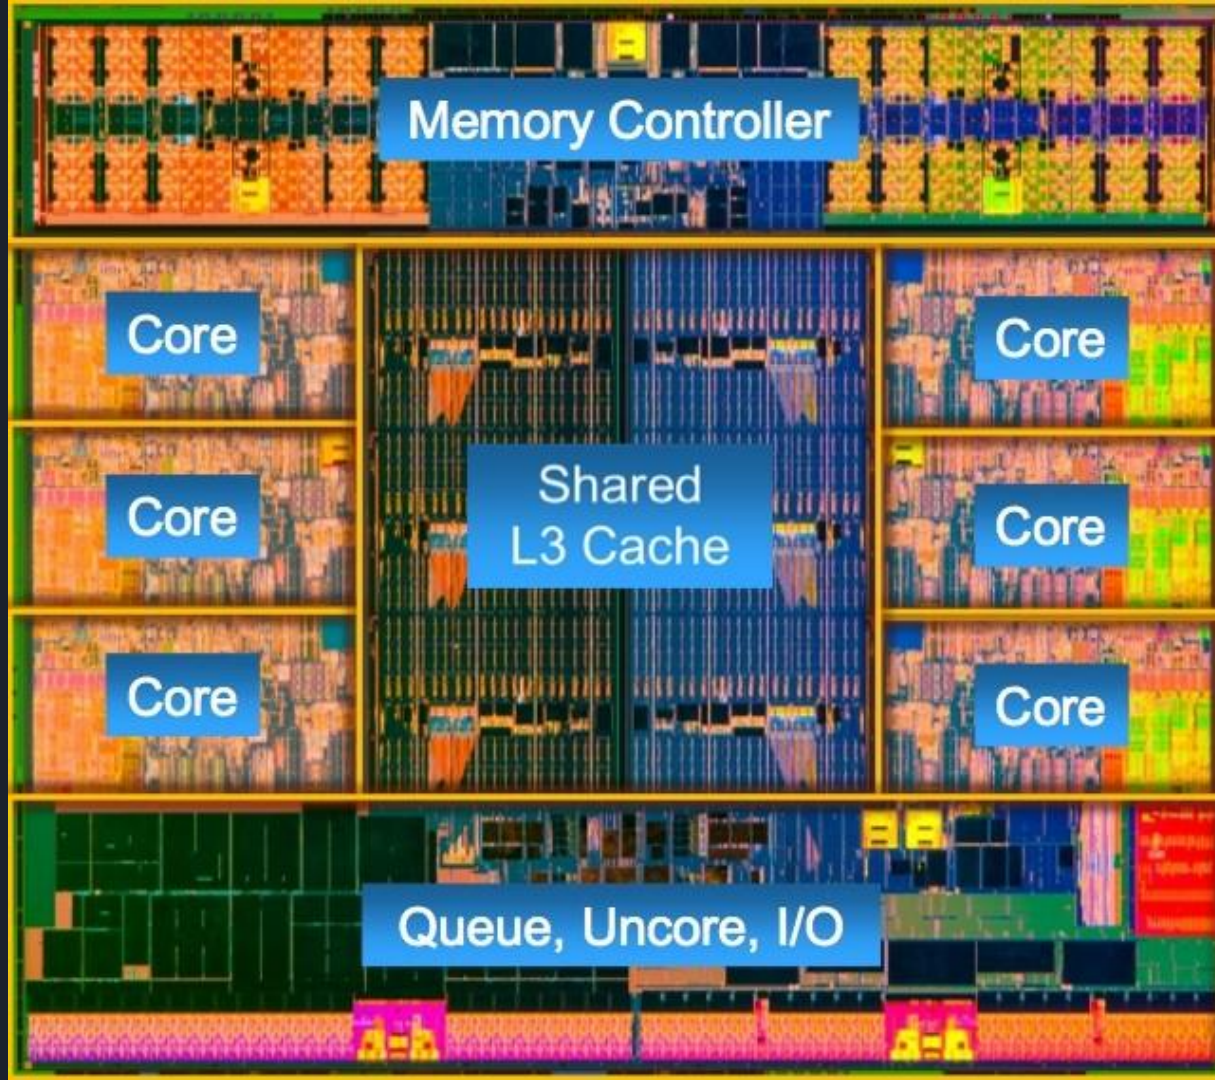 Memory Controller
Core
Core
Shared
L3 Cache
Core
Core
Core
Core
Queue, Uncore, I/O